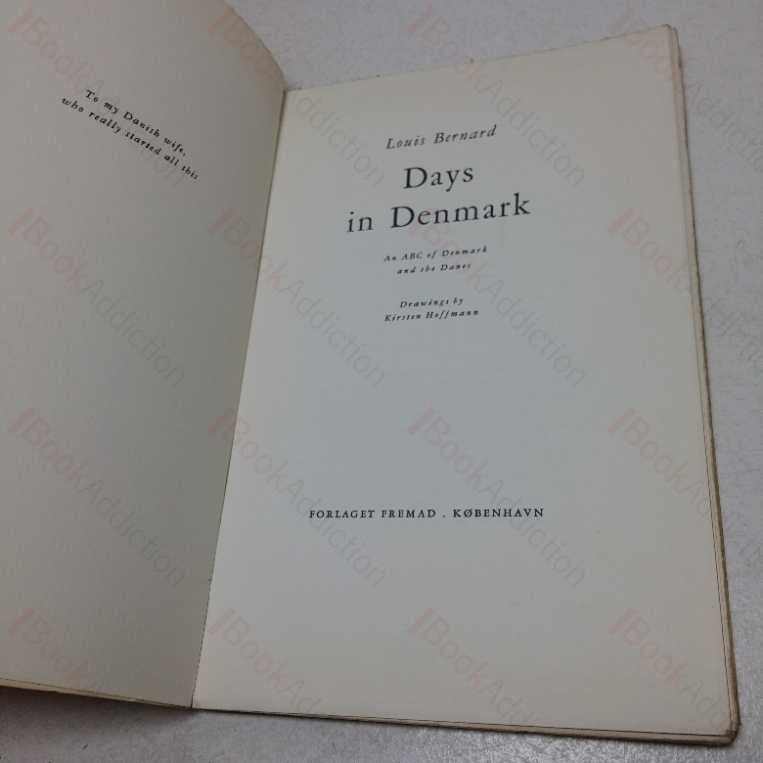 To my Danish wife,
who really started all this
Louis Bernard
Days
in Denmark
An ABC of Denmark
and the Danes
Drawings by
Kirsten Hoffmann
FORLAGET FREMAD . KØBENHAVN
BookAddiction